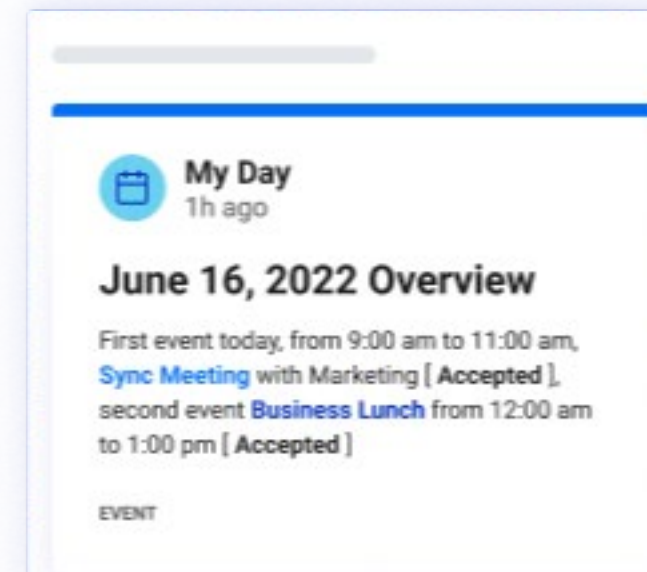 My Day
1h ago
June 16, 2022 Overview
First event today, from 9:00 am to 11:00 am,
Sync Meeting with Marketing [ Accepted ],
second event Business Lunch from 12:00 am
to 1:00 pm [ Accepted ]
EVENT